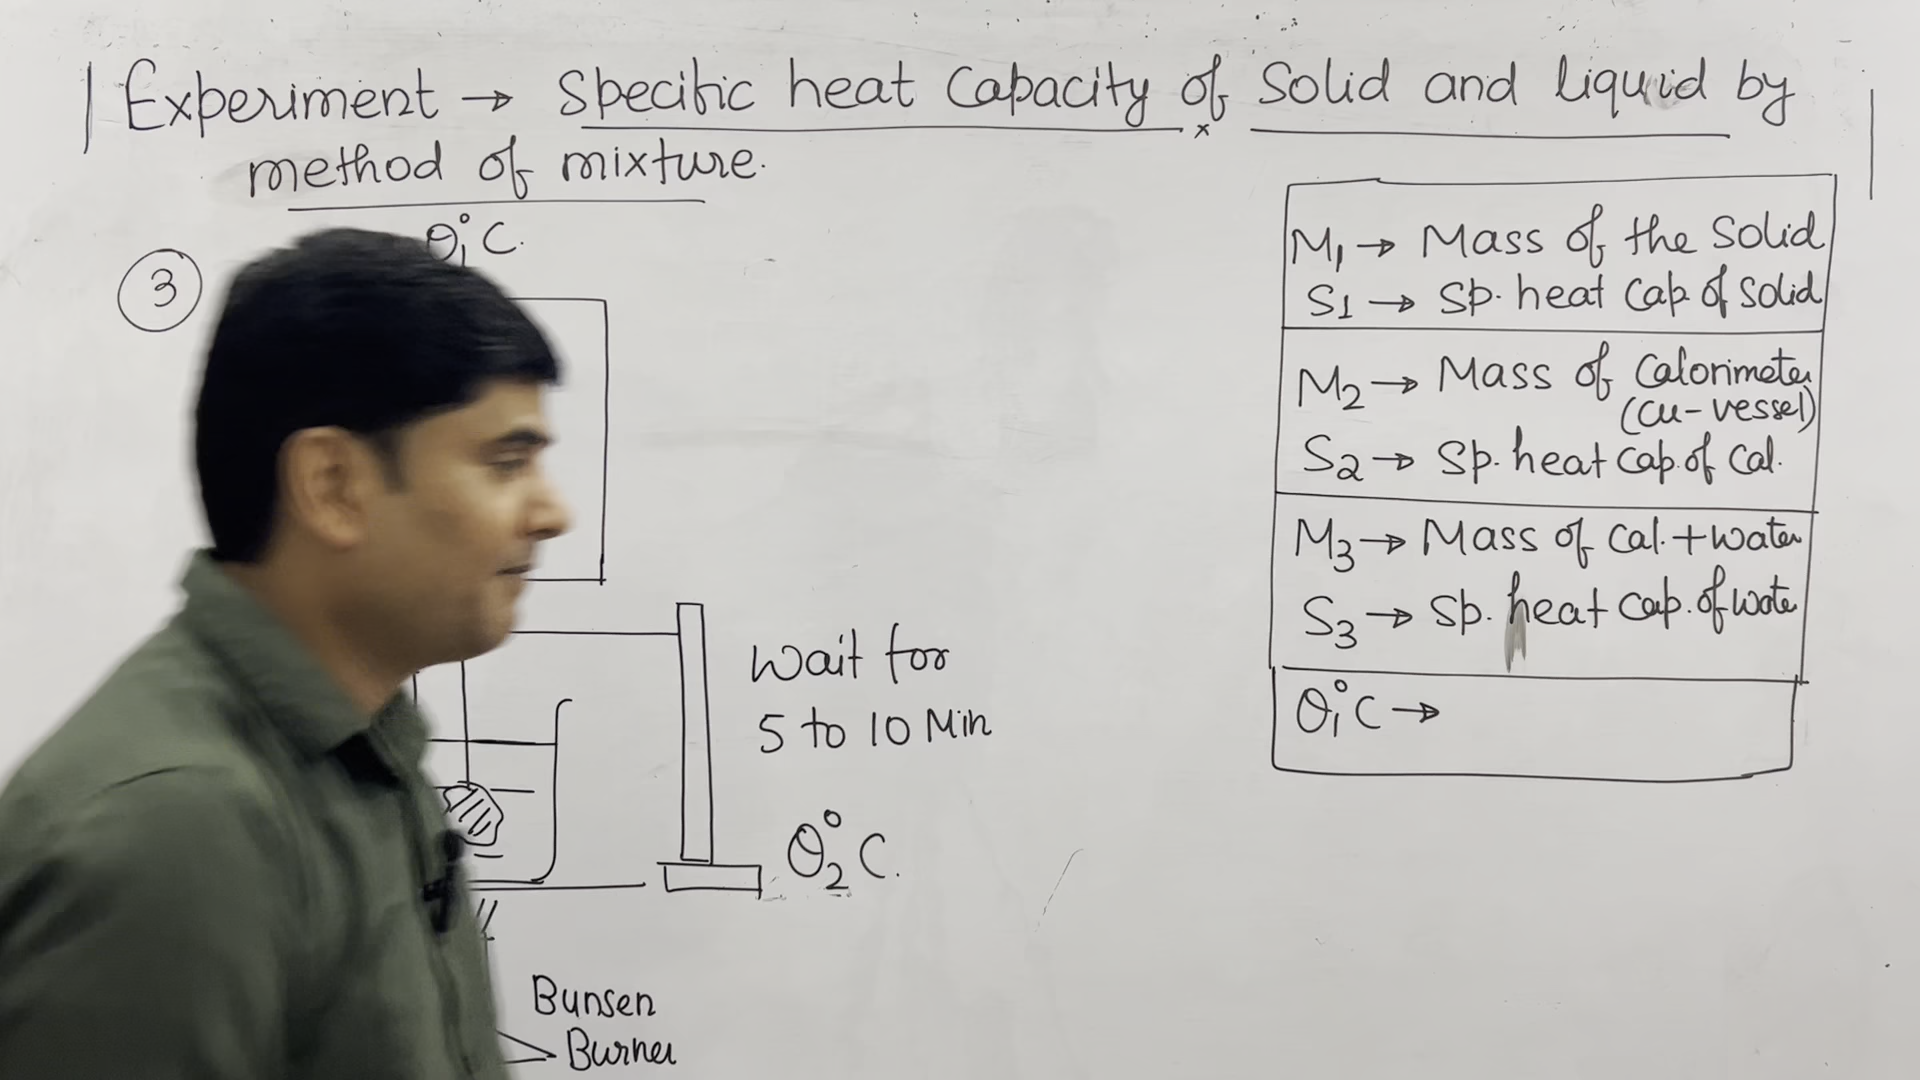 Experiment → Specific heat Capacity of Solid and liquid by
method of mixture.
θ₁°C.
3
M₁ → Mass of the Solid
S1 → Sp. heat Cap. of Solid
M₂ → Mass of Calorimeter
(Cu-vessel)
S₂ → Sp. heat Cap. of Cal.
M₃ → Mass of Cal. + Water
S₃ → Sp. heat Cap. of Wate
θ₁°C →
Wait for
5 to 10 Min
θ₂°C.
Bunsen
Burner